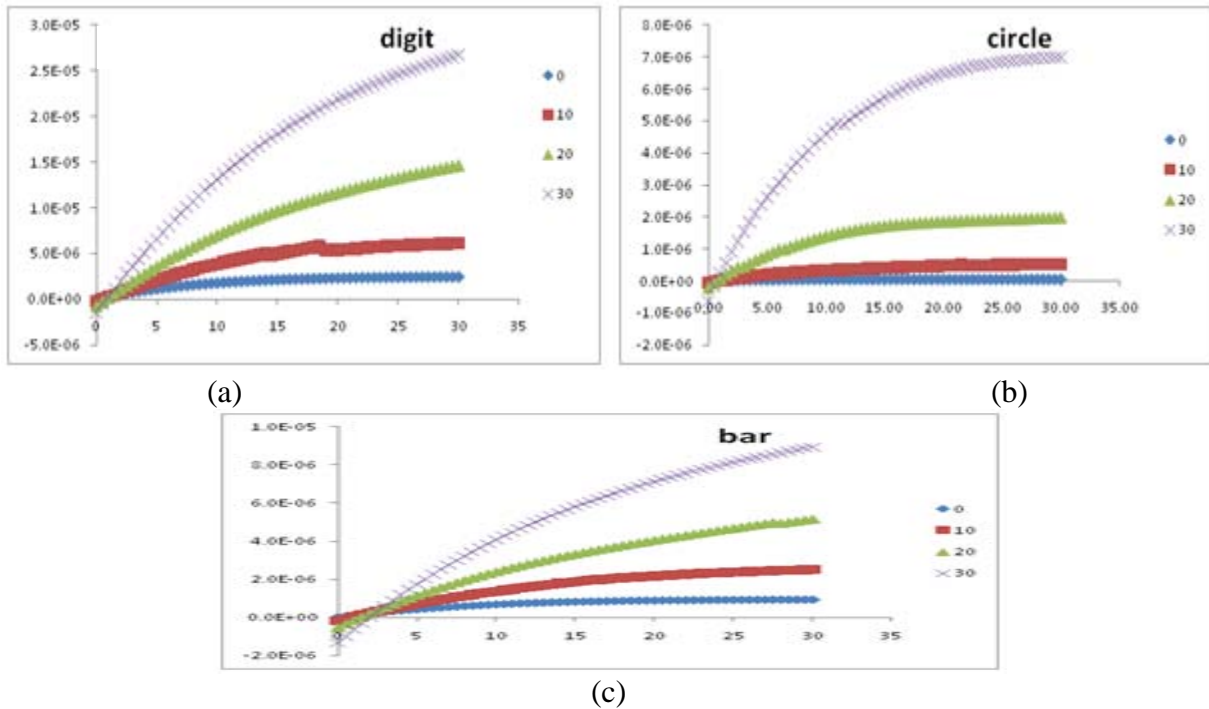 digit
3.0E-05
2.5E-05
2.0E-05
1.5E-05
1.0E-05
5.0E-06
0.0E+00
-5.0E-06
0 5 10 15 20 25 30 35
0
10
20
30
(a)
circle
8.0E-06
7.0E-06
6.0E-06
5.0E-06
4.0E-06
3.0E-06
2.0E-06
1.0E-06
0.0E+00
-1.0E-06
-2.0E-06
0.00 5.00 10.00 15.00 20.00 25.00 30.00 35.00
0
10
20
30
(b)
bar
1.0E-05
8.0E-06
6.0E-06
4.0E-06
2.0E-06
0.0E+00
-2.0E-06
0 5 10 15 20 25 30 35
0
10
20
30
(c)